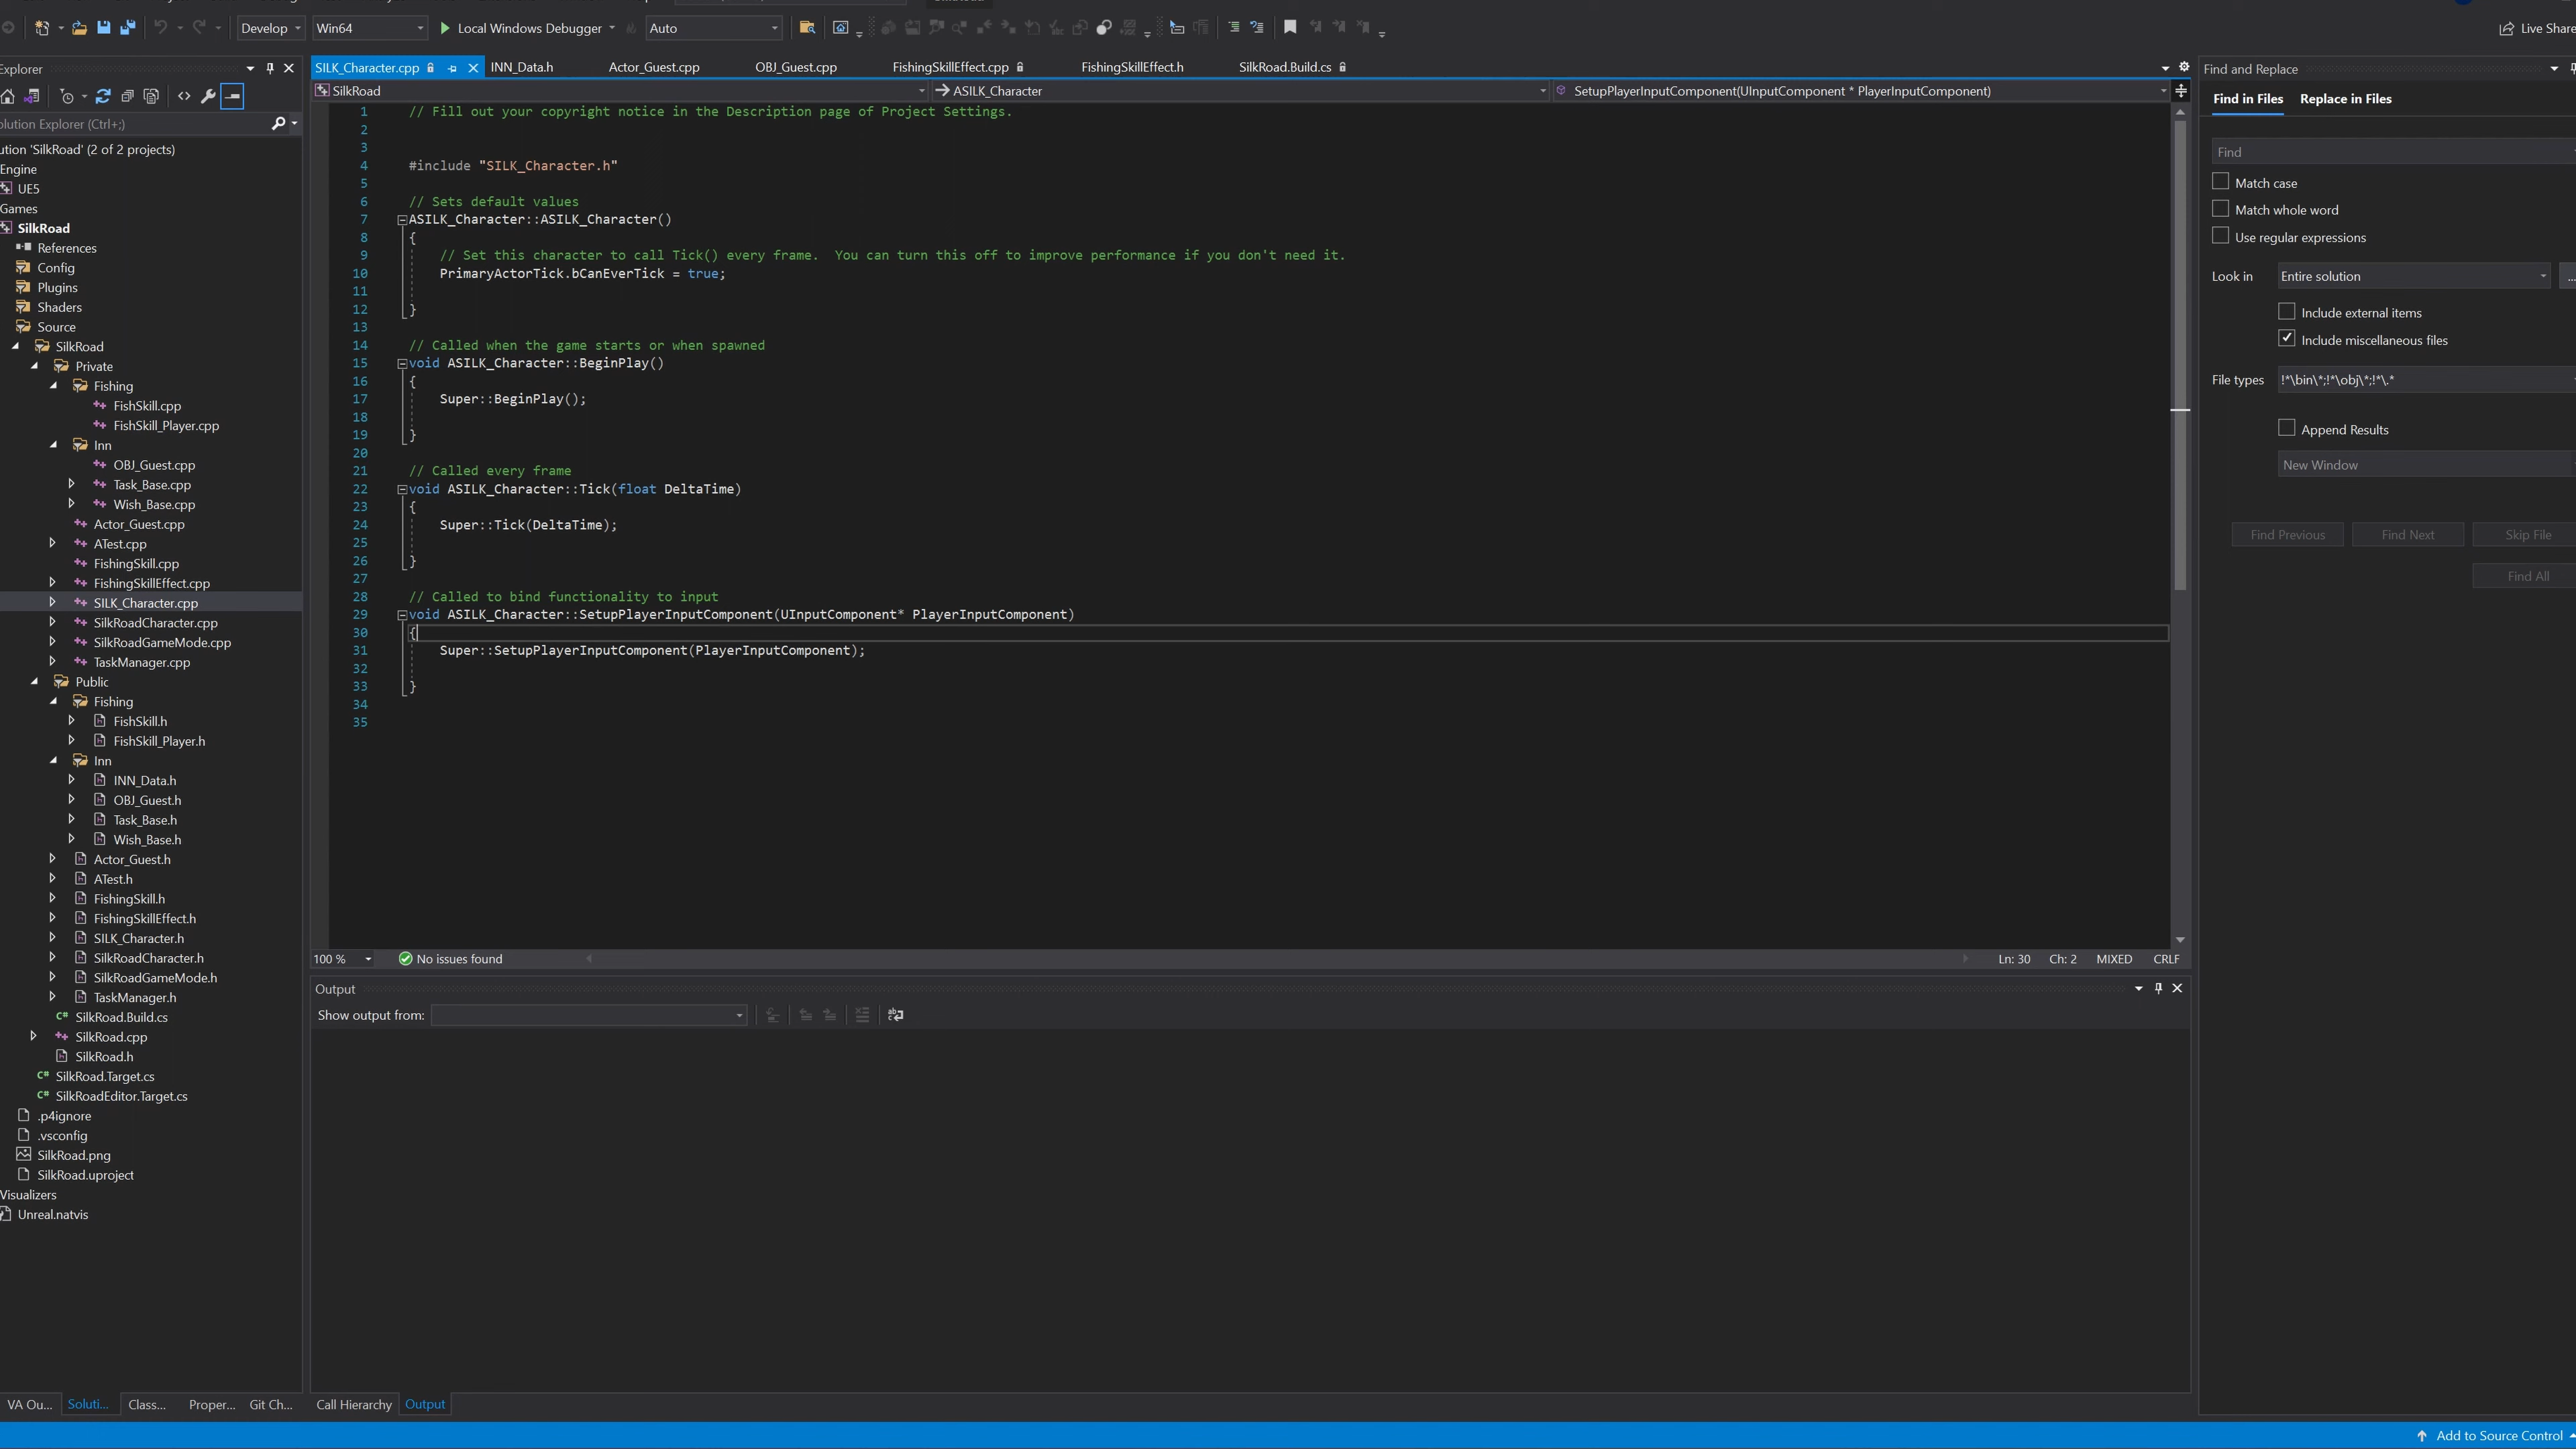 Develop
Win64
Local Windows Debugger
Auto
Live Share
Explorer
olution Explorer (Ctrl+;)
ution 'SilkRoad' (2 of 2 projects)
Engine
UE5
Games
SilkRoad
References
Config
Plugins
Shaders
Source
SilkRoad
Private
Fishing
FishSkill.cpp
FishSkill_Player.cpp
Inn
OBJ_Guest.cpp
Task_Base.cpp
Wish_Base.cpp
Actor_Guest.cpp
ATest.cpp
FishingSkill.cpp
FishingSkillEffect.cpp
SILK_Character.cpp
SilkRoadCharacter.cpp
SilkRoadGameMode.cpp
TaskManager.cpp
Public
Fishing
FishSkill.h
FishSkill_Player.h
Inn
INN_Data.h
OBJ_Guest.h
Task_Base.h
Wish_Base.h
Actor_Guest.h
ATest.h
FishingSkill.h
FishingSkillEffect.h
SILK_Character.h
SilkRoadCharacter.h
SilkRoadGameMode.h
TaskManager.h
SilkRoad.Build.cs
SilkRoad.cpp
SilkRoad.h
SilkRoad.Target.cs
SilkRoadEditor.Target.cs
.p4ignore
.vsconfig
SilkRoad.png
SilkRoad.uproject
Visualizers
Unreal.natvis
VA Ou... Soluti... Class... Proper... Git Ch...
SILK_Character.cpp INN_Data.h Actor_Guest.cpp OBJ_Guest.cpp FishingSkillEffect.cpp FishingSkillEffect.h SilkRoad.Build.cs
SilkRoad ASILK_Character SetupPlayerInputComponent(UInputComponent * PlayerInputComponent)
1 // Fill out your copyright notice in the Description page of Project Settings.
2
3
4 #include "SILK_Character.h"
5
6 // Sets default values
7 ASILK_Character::ASILK_Character()
8 {
9 // Set this character to call Tick() every frame.  You can turn this off to improve performance if you don't need it.
10 PrimaryActorTick.bCanEverTick = true;
11
12 }
13
14 // Called when the game starts or when spawned
15 void ASILK_Character::BeginPlay()
16 {
17 Super::BeginPlay();
18
19 }
20
21 // Called every frame
22 void ASILK_Character::Tick(float DeltaTime)
23 {
24 Super::Tick(DeltaTime);
25
26 }
27
28 // Called to bind functionality to input
29 void ASILK_Character::SetupPlayerInputComponent(UInputComponent* PlayerInputComponent)
30 {
31 Super::SetupPlayerInputComponent(PlayerInputComponent);
32
33 }
34
35
100 % No issues found Ln: 30 Ch: 2 MIXED CRLF
Output
Show output from:
Call Hierarchy Output
Find and Replace
Find in Files Replace in Files
Find
Match case
Match whole word
Use regular expressions
Look in Entire solution ...
Include external items
Include miscellaneous files
File types !*\bin\*;!*\obj\*;!*\.*
Append Results
New Window
Find Previous Find Next Skip File
Find All
Add to Source Control